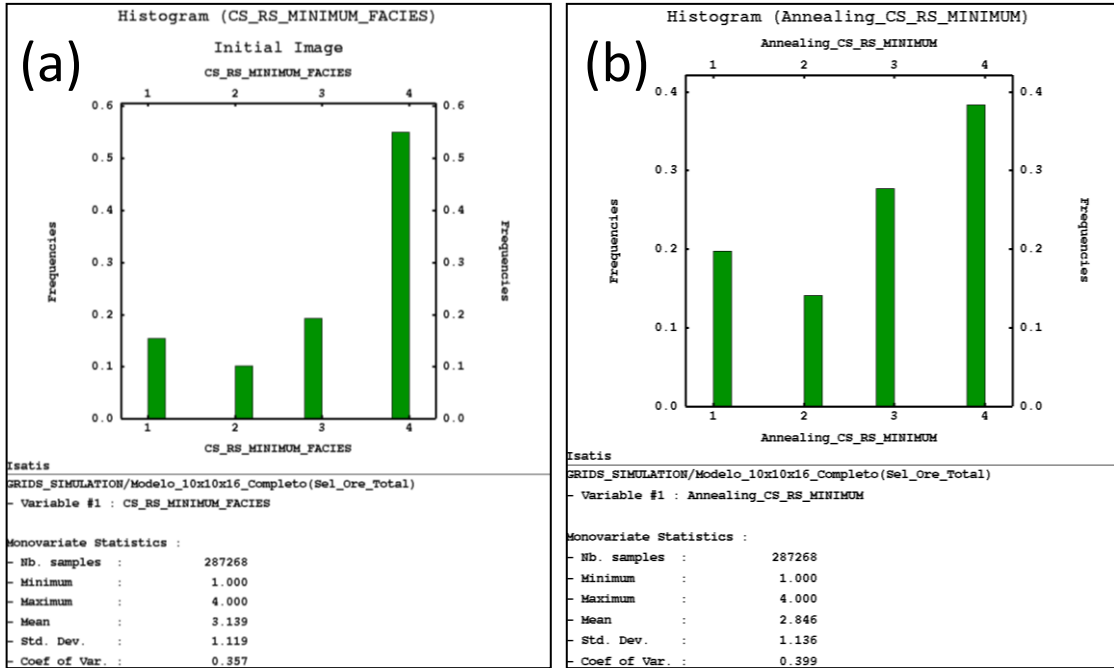 (a)
Histogram (CS_RS_MINIMUM_FACIES)
Initial Image
CS_RS_MINIMUM_FACIES
1 2 3 4
0.6 0.6
0.5 0.5
0.4 0.4
0.3 0.3
0.2 0.2
0.1 0.1
0.0 0.0
Frequencies Frequencies
1 2 3 4
CS_RS_MINIMUM_FACIES
Isatis
GRIDS_SIMULATION/Modelo_10x10x16_Completo(Sel_Ore_Total)
- Variable #1 : CS_RS_MINIMUM_FACIES
Monovariate Statistics :
- Nb. samples : 287268
- Minimum : 1.000
- Maximum : 4.000
- Mean : 3.139
- Std. Dev. : 1.119
- Coef of Var. : 0.357
(b)
Histogram (Annealing_CS_RS_MINIMUM)
Annealing_CS_RS_MINIMUM
1 2 3 4
0.4 0.4
0.3 0.3
0.2 0.2
0.1 0.1
0.0 0.0
Frequencies Frequencies
1 2 3 4
Annealing_CS_RS_MINIMUM
Isatis
GRIDS_SIMULATION/Modelo_10x10x16_Completo(Sel_Ore_Total)
- Variable #1 : Annealing_CS_RS_MINIMUM
Monovariate Statistics :
- Nb. samples : 287268
- Minimum : 1.000
- Maximum : 4.000
- Mean : 2.846
- Std. Dev. : 1.136
- Coef of Var. : 0.399